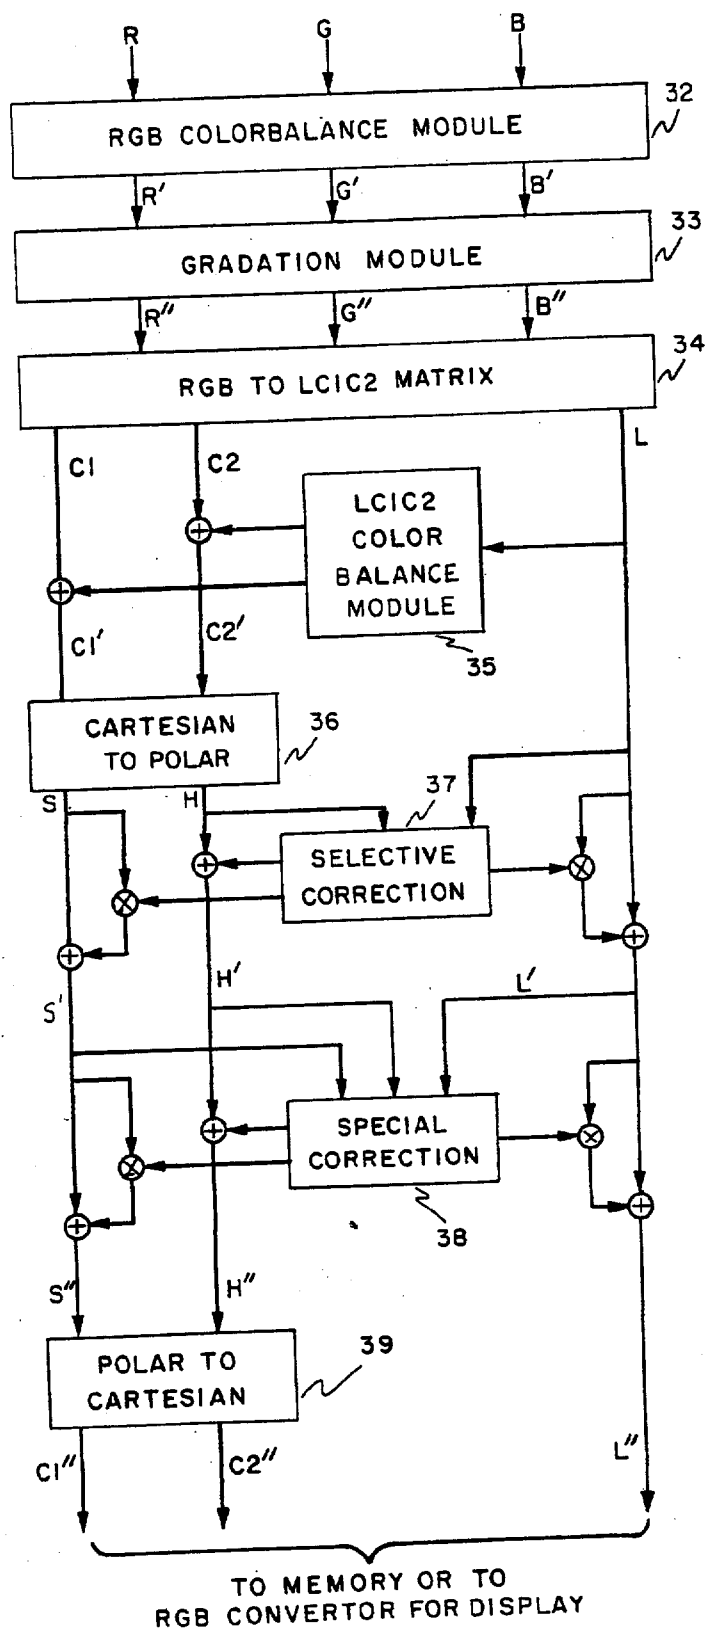 R G B
32
RGB COLORBALANCE MODULE
R' G' B'
33
GRADATION MODULE
R" G" B"
34
RGB TO LC1C2 MATRIX
C1 C2 L
LC1C2
COLOR
BALANCE
MODULE
C1' C2'
35
CARTESIAN
TO POLAR
36
S H
37
SELECTIVE
CORRECTION
S' H' L'
SPECIAL
CORRECTION
38
S" H"
39
POLAR TO
CARTESIAN
C1" C2" L"
TO MEMORY OR TO
RGB CONVERTOR FOR DISPLAY